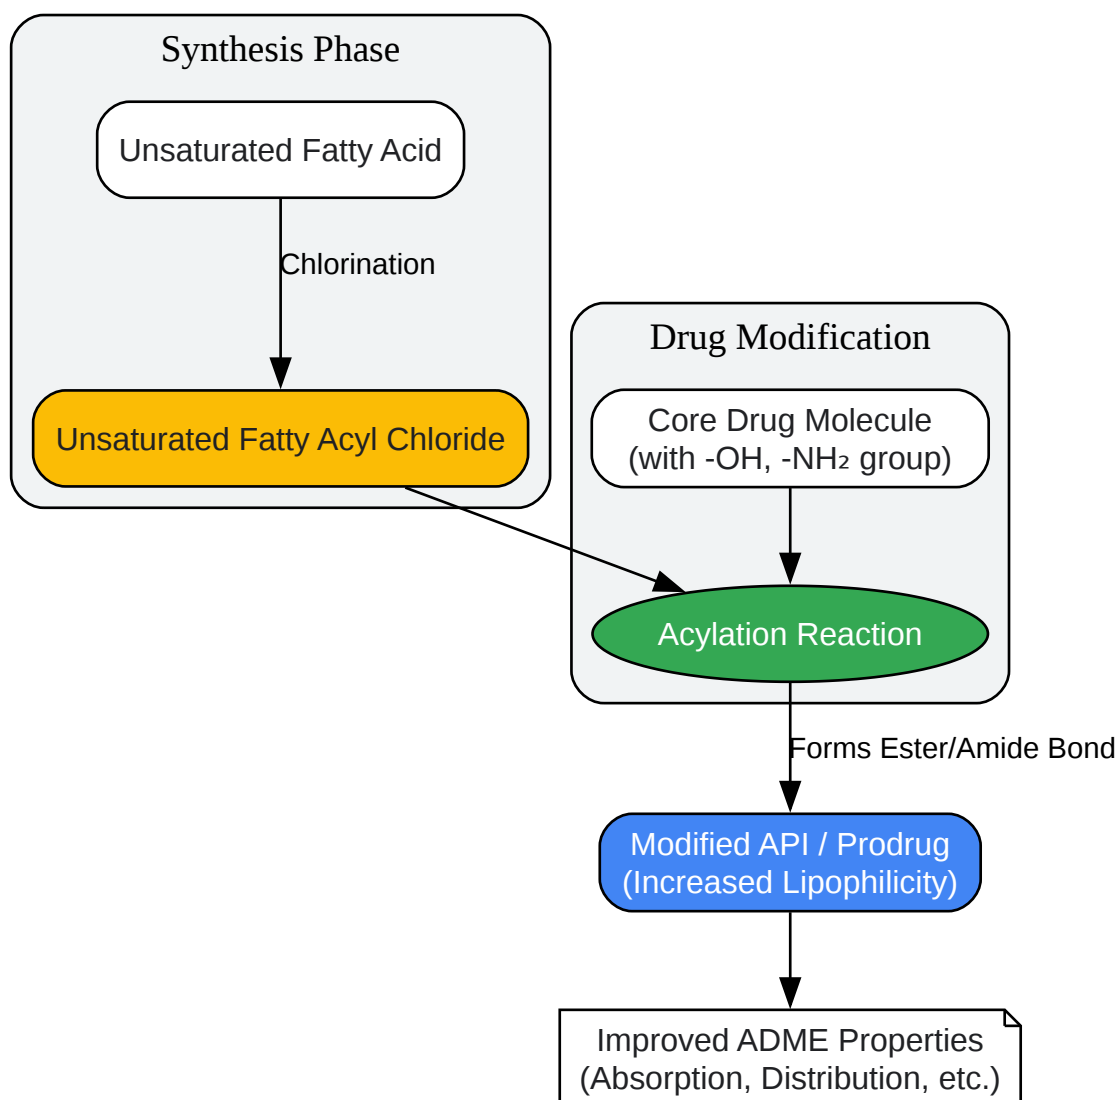 Synthesis Phase
Unsaturated Fatty Acid
Chlorination
Unsaturated Fatty Acyl Chloride
Drug Modification
Core Drug Molecule
(with -OH, -NH₂ group)
Acylation Reaction
Forms Ester/Amide Bond
Modified API / Prodrug
(Increased Lipophilicity)
Improved ADME Properties
(Absorption, Distribution, etc.)